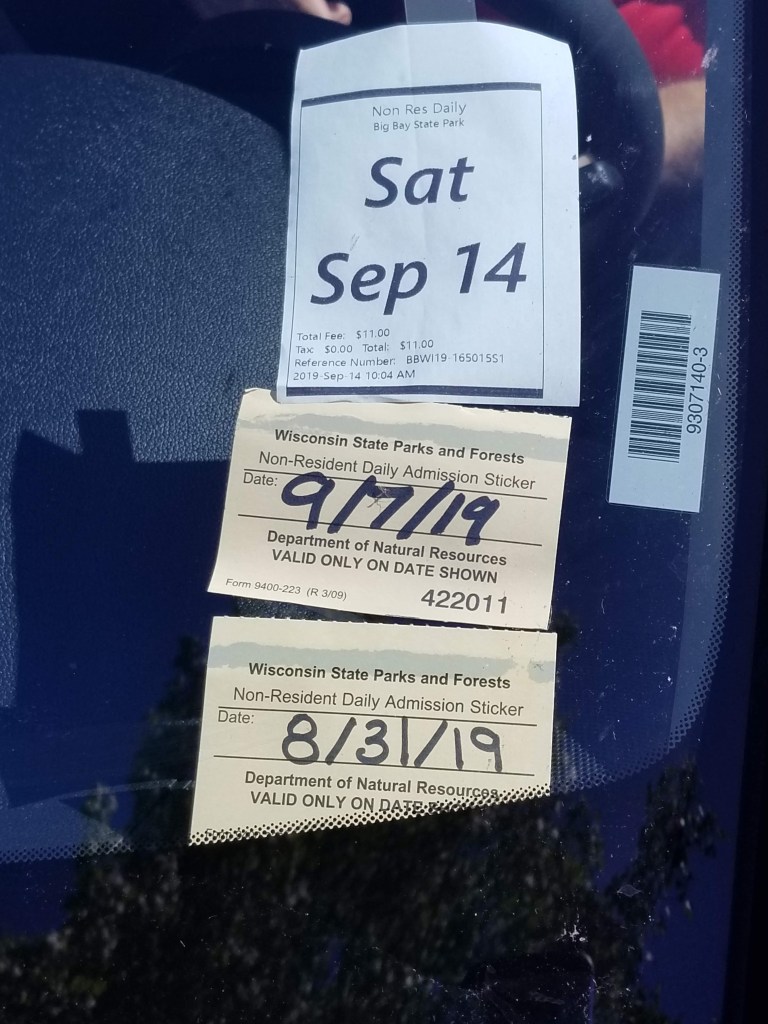 Non Res Daily
Big Bay State Park
Sat
Sep 14
Total Fee: $11.00
Tax: $0.00 Total: $11.00
Reference Number: BBWI19-165015S1
2019-Sep-14 10:04 AM
9307140-3
Wisconsin State Parks and Forests
Non-Resident Daily Admission Sticker
Date: 9/7/19
Department of Natural Resources
VALID ONLY ON DATE SHOWN
Form 9400-223 (R 3/09) 422011
Wisconsin State Parks and Forests
Non-Resident Daily Admission Sticker
Date: 8/31/19
Department of Natural Resources
VALID ONLY ON DATE